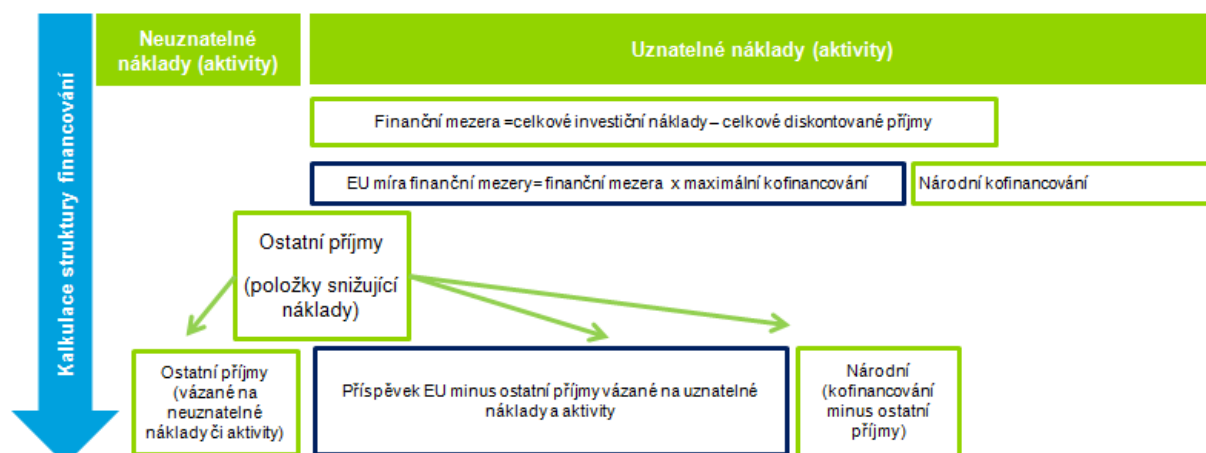 Kalkulace struktury financování
Neuznatelné
náklady (aktivity)
Uznatelné náklady (aktivity)
Finanční mezera =celkové investiční náklady – celkové diskontované příjmy
EU míra finanční mezery= finanční mezera x maximální kofinancování
Národní kofinancování
Ostatní příjmy
(položky snižující
náklady)
Ostatní příjmy
(vázané na
neuznatelné
náklady či aktivity)
Příspěvek EU minus ostatní příjmy vázané na uznatelné
náklady a aktivity
Národní
(kofinancování
minus ostatní
příjmy)